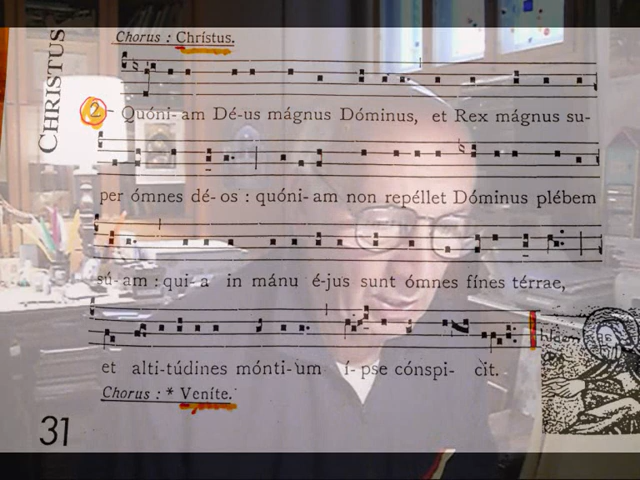 CHRISTUS
Chorus : Chrístus.
2 - Quóni- am Dé-us mágnus Dóminus, et Rex mágnus su-
per ómnes dé- os : quóni- am non repéllet Dóminus plébem
sú- am : qui- a in mánu é-jus sunt ómnes fínes térrae,
et alti-túdines mónti-um í- pse cónspi- cit.
Chorus : * Veníte.
31